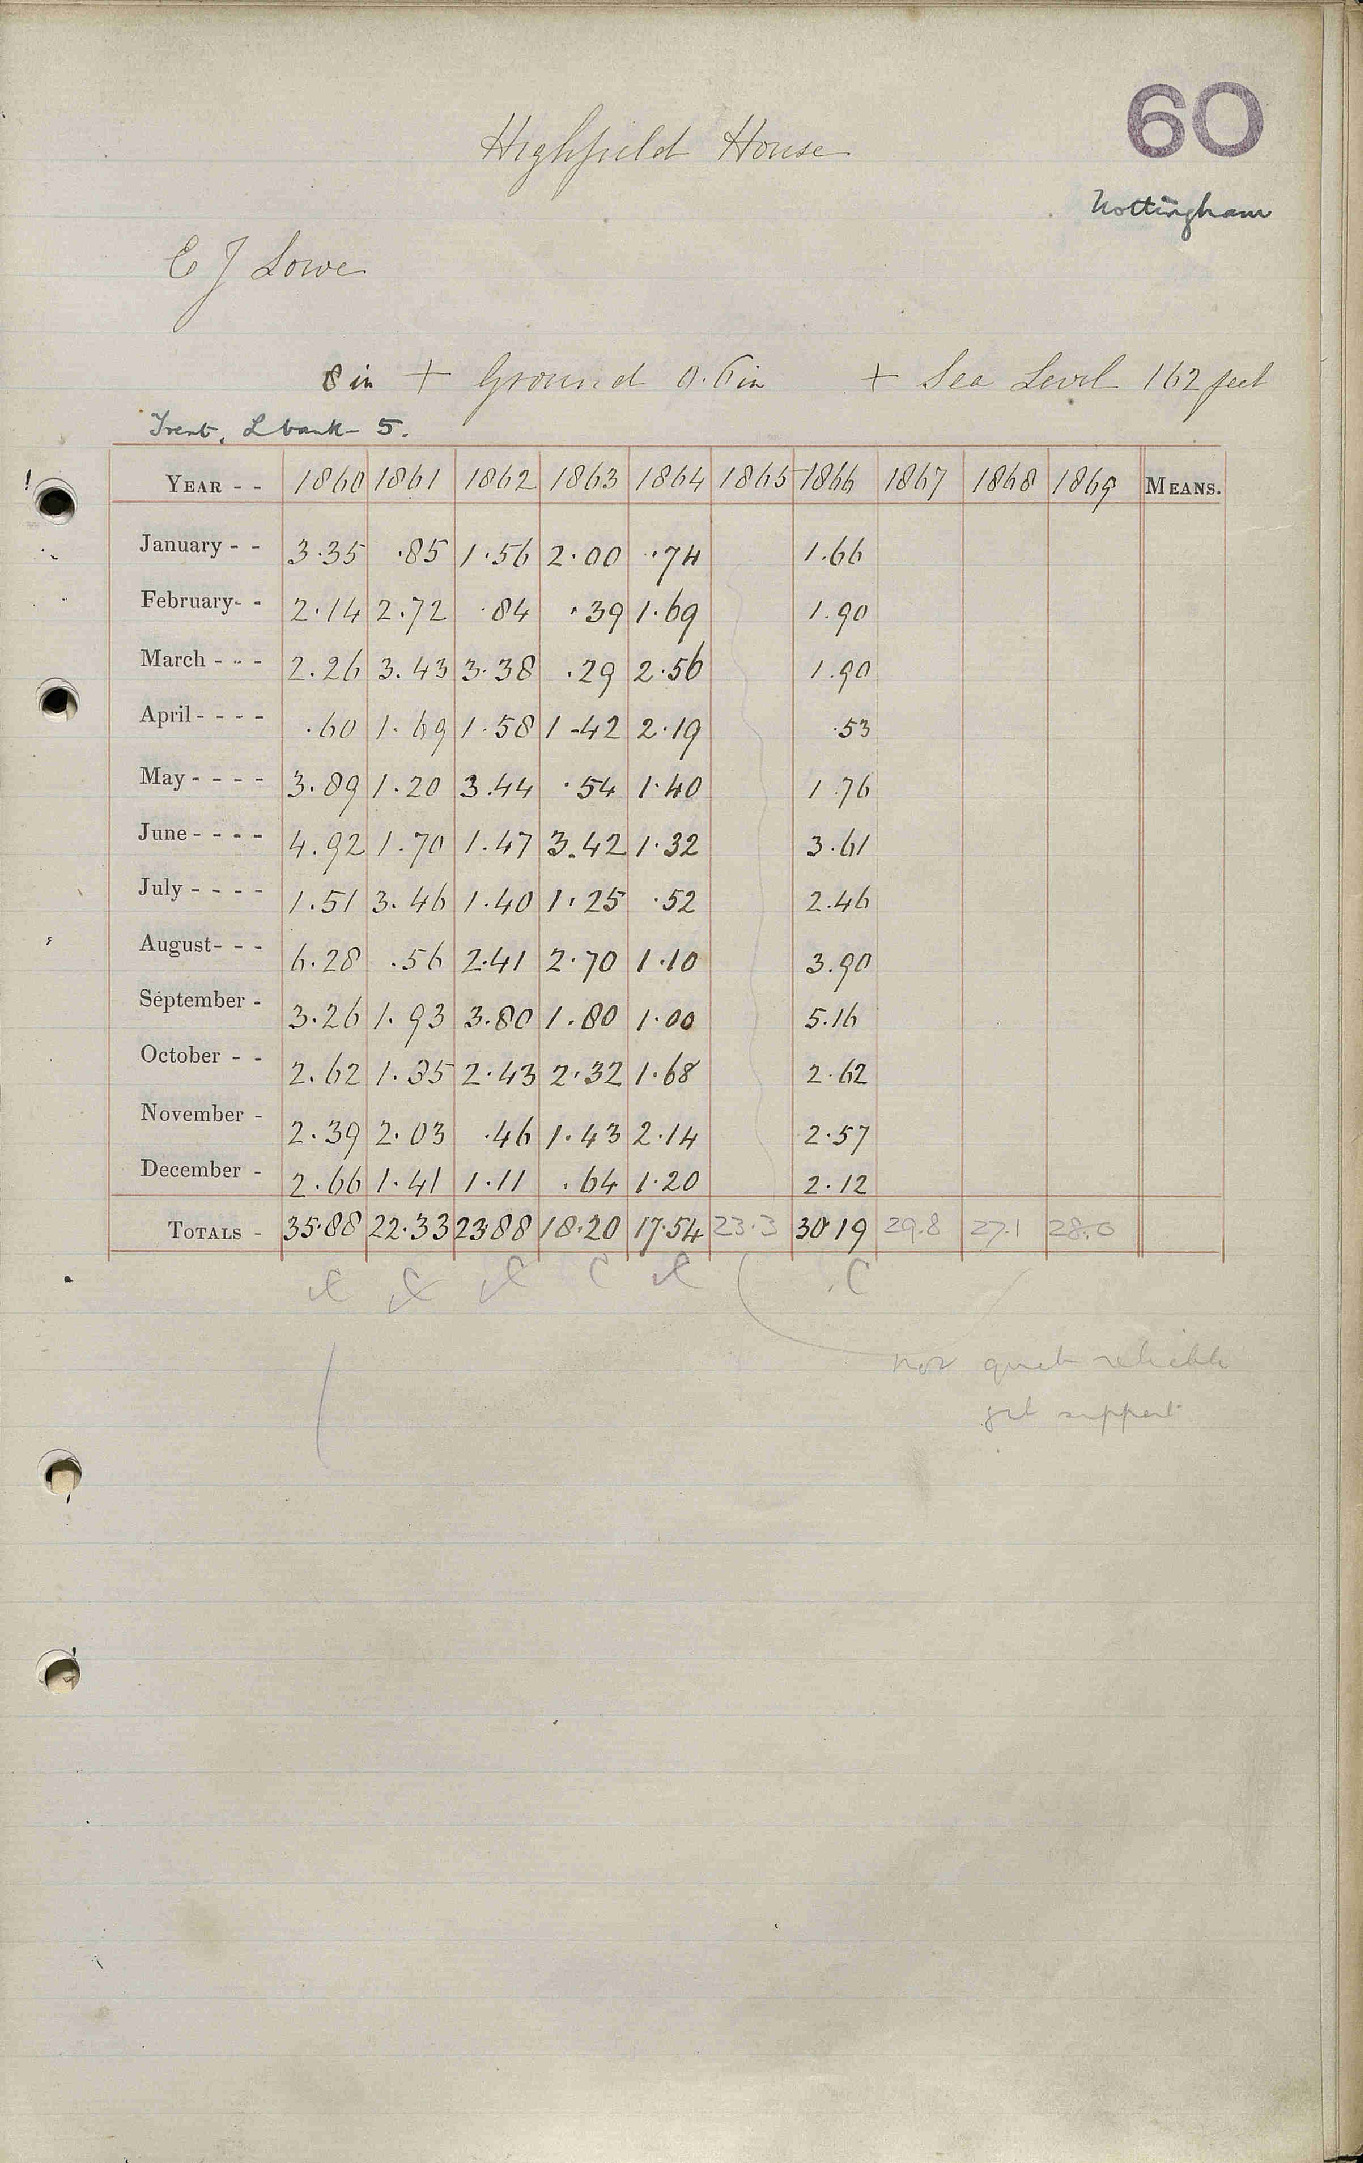 60
Highfield House
Nottingham
E J Lowe
8 in + Ground 0.6 in + Sea Level 162 feet
Trent, L bank 5.
YEAR - - 1860 1861 1862 1863 1864 1865 1866 1867 1868 1869 MEANS.
January - - 3.35 .85 1.56 2.00 .74 1.66
February- - 2.14 2.72 .84 .39 1.69 1.90
March - - - 2.26 3.43 3.38 .29 2.56 1.90
April - - - - .60 1.69 1.58 1.42 2.19 .53
May - - - - 3.89 1.20 3.44 .54 1.40 1.76
June - - - - 4.92 1.70 1.47 3.42 1.32 3.61
July - - - - 1.51 3.46 1.40 1.25 .52 2.46
August- - - 6.28 .56 2.41 2.70 1.10 3.90
September - 3.26 1.93 3.80 1.80 1.00 5.16
October - - 2.62 1.35 2.43 2.32 1.68 2.62
November - 2.39 2.03 .46 1.43 2.14 2.57
December - 2.66 1.41 1.11 .64 1.20 2.12
TOTALS - 35.88 22.33 23.88 18.20 17.54 23.3 30.19 29.8 27.1 28.0
C C
not quite reliable
get support